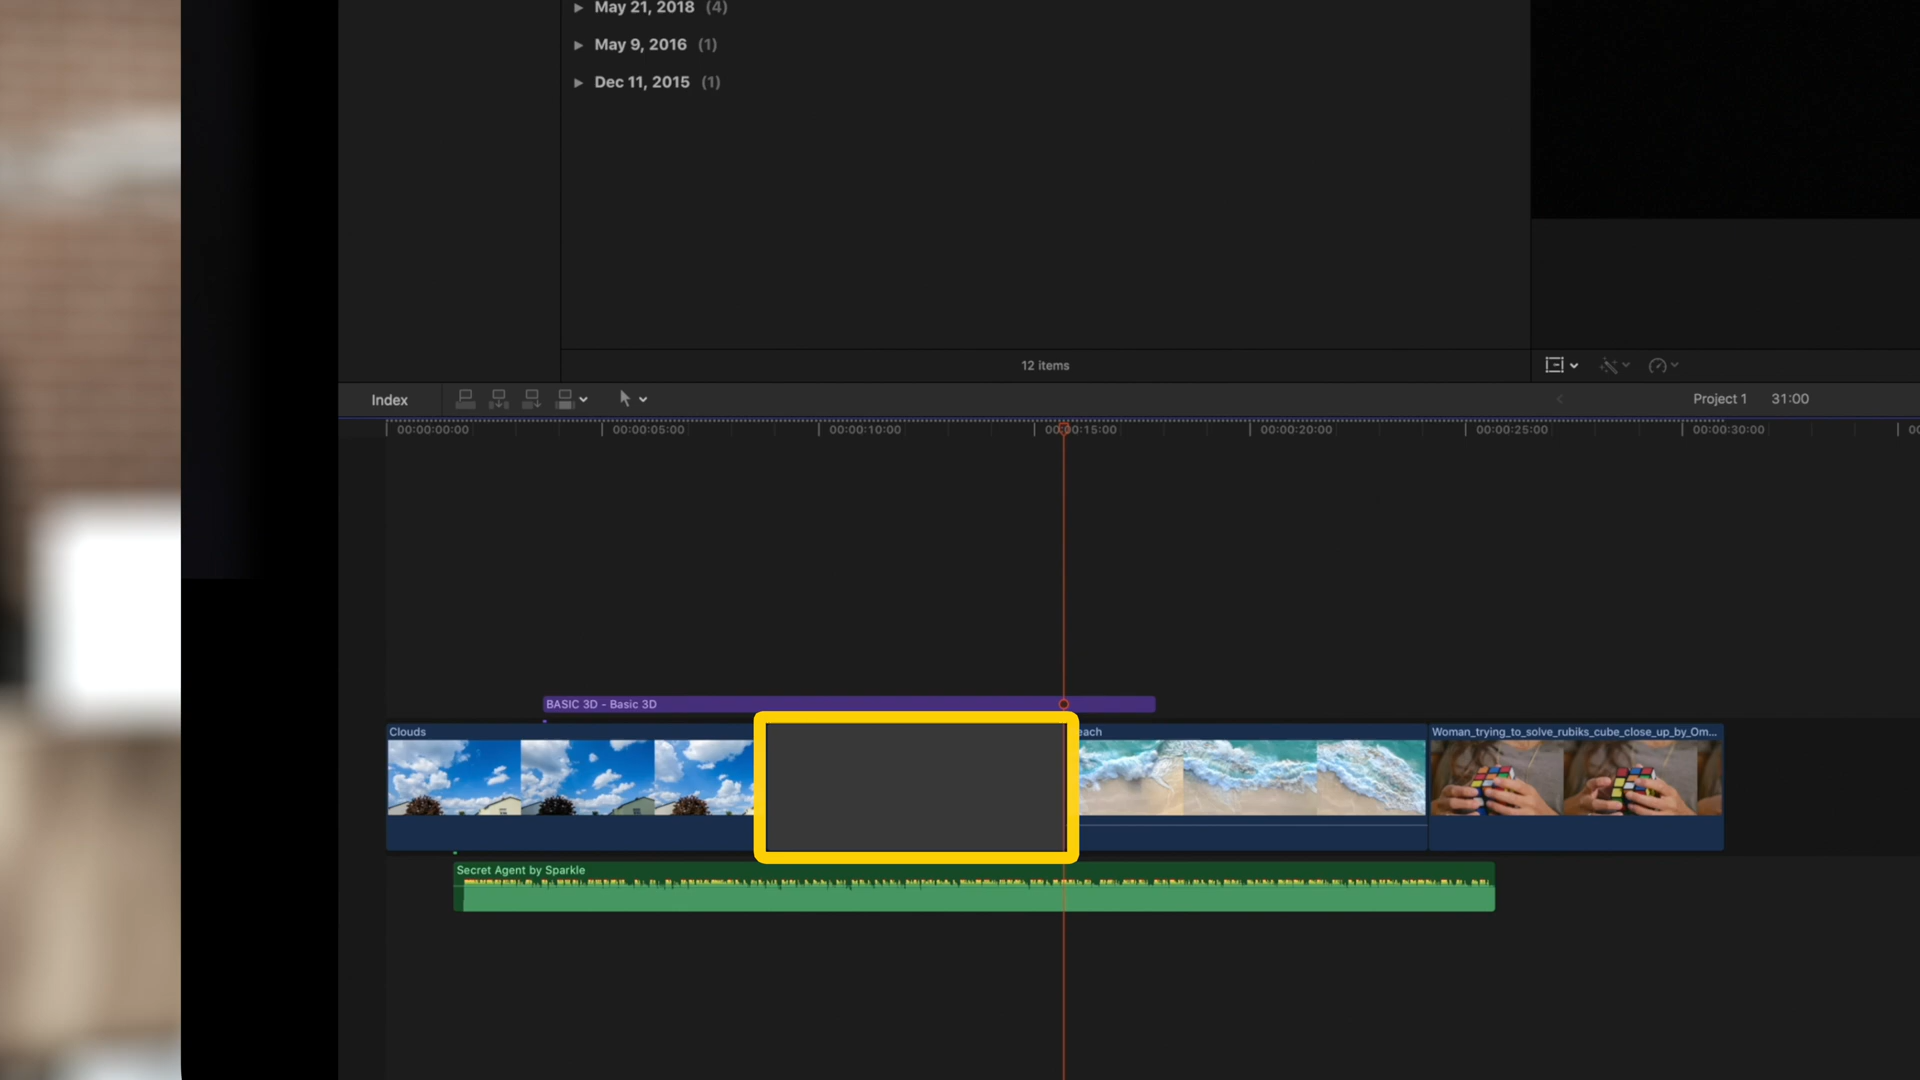 May 21, 2018 (4)
May 9, 2016 (1)
Dec 11, 2015 (1)
12 items
Index
Project 1 31:00
00:00:00:00 00:00:05:00 00:00:10:00 00:00:15:00 00:00:20:00 00:00:25:00 00:00:30:00
BASIC 3D - Basic 3D
Clouds
each
Woman_trying_to_solve_rubiks_cube_close_up_by_Om...
Secret Agent by Sparkle